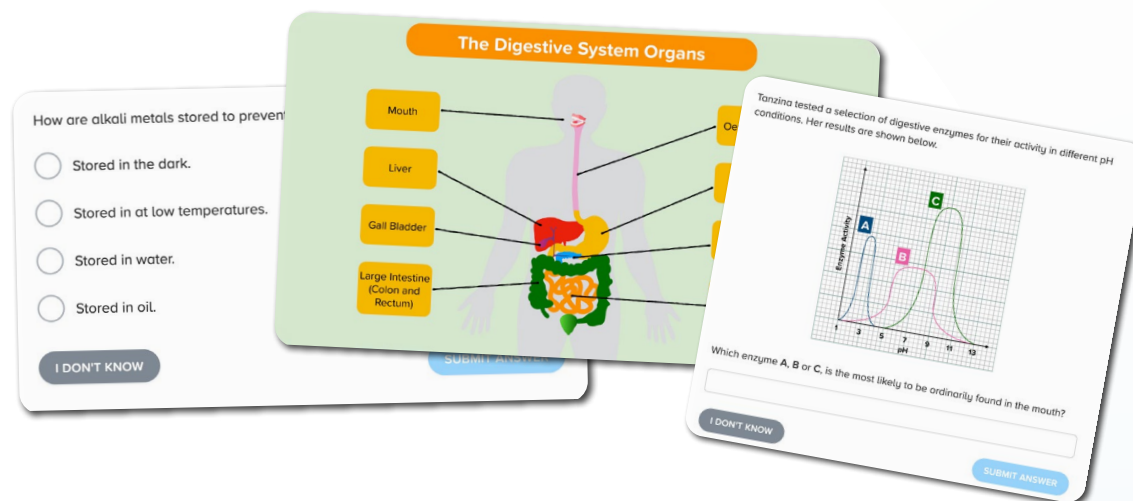 How are alkali metals stored to prevent
Stored in the dark.
Stored in at low temperatures.
Stored in water.
Stored in oil.
I DON'T KNOW
SUBMIT ANSWER
The Digestive System Organs
Mouth
Liver
Gall Bladder
Large Intestine
(Colon and
Rectum)
Oe
Tanzina tested a selection of digestive enzymes for their activity in different pH
conditions. Her results are shown below.
Enzyme Activity
A
B
C
1 3 5 7 9 11 13
pH
Which enzyme A, B or C, is the most likely to be ordinarily found in the mouth?
I DON'T KNOW
SUBMIT ANSWER